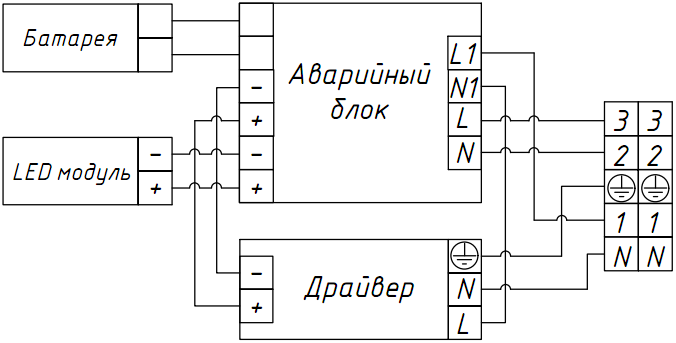 Батарея
LED модуль
−
+
−
+
−
+
Аварийный
блок
L1
N1
L
N
−
+
Драйвер
N
L
3 3
2 2
1 1
N N